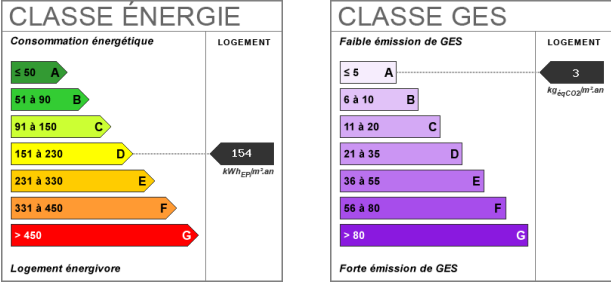 CLASSE ÉNERGIE
Consommation énergétique
LOGEMENT
≤ 50 A
51 à 90 B
91 à 150 C
151 à 230 D
154
kWhEP/m².an
231 à 330 E
331 à 450 F
> 450 G
Logement énergivore
CLASSE GES
Faible émission de GES
LOGEMENT
≤ 5 A
3
kgéqCO2/m².an
6 à 10 B
11 à 20 C
21 à 35 D
36 à 55 E
56 à 80 F
> 80 G
Forte émission de GES